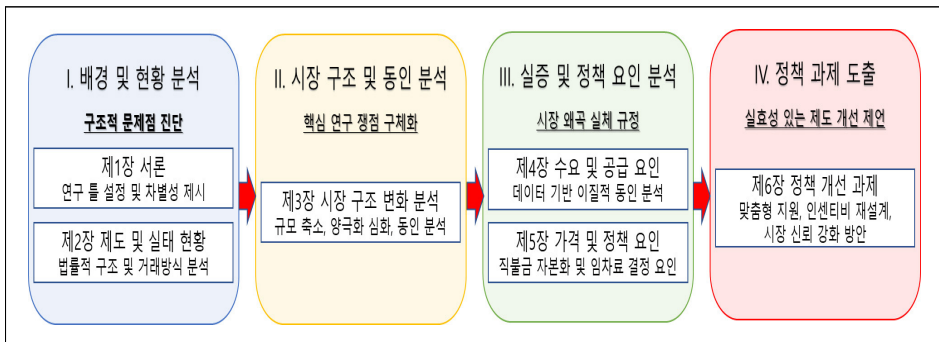 I. 배경 및 현황 분석
구조적 문제점 진단
제1장 서론
연구 틀 설정 및 차별성 제시
제2장 제도 및 실태 현황
법률적 구조 및 거래방식 분석
II. 시장 구조 및 동인 분석
핵심 연구 쟁점 구체화
제3장 시장 구조 변화 분석
규모 축소, 양극화 심화, 동인 분석
III. 실증 및 정책 요인 분석
시장 왜곡 실체 규정
제4장 수요 및 공급 요인
데이터 기반 이질적 동인 분석
제5장 가격 및 정책 요인
직불금 자본화 및 임차료 결정 요인
IV. 정책 과제 도출
실효성 있는 제도 개선 제언
제6장 정책 개선 과제
맞춤형 지원, 인센티비 재설계,
시장 신뢰 강화 방안